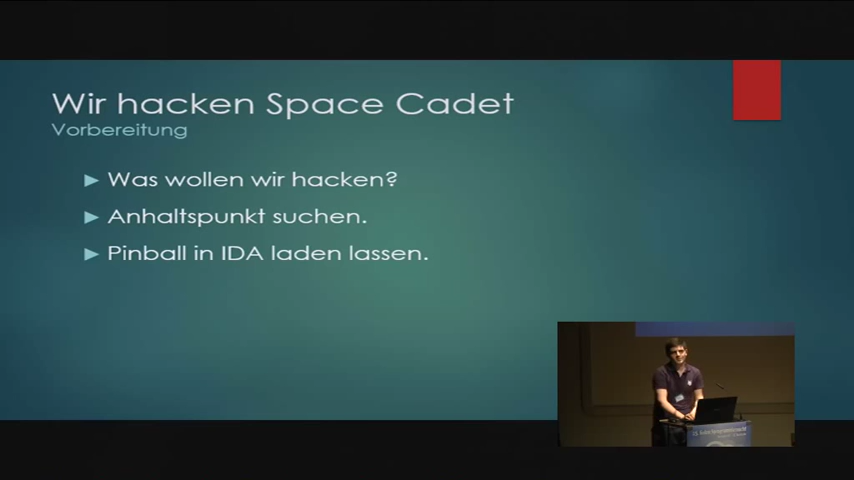 Wir hacken Space Cadet
Vorbereitung
Was wollen wir hacken?
Anhaltspunkt suchen.
Pinball in IDA laden lassen.